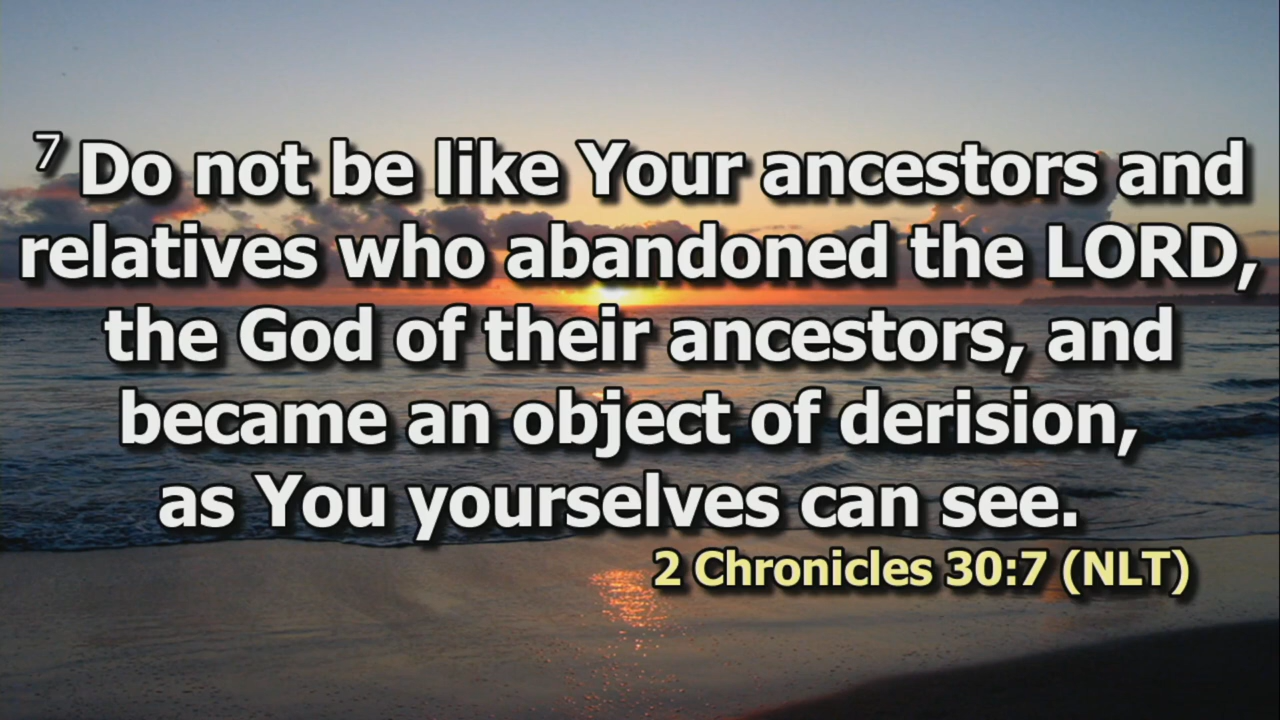 7 Do not be like Your ancestors and
relatives who abandoned the LORD,
the God of their ancestors, and
became an object of derision,
as You yourselves can see.
2 Chronicles 30:7 (NLT)